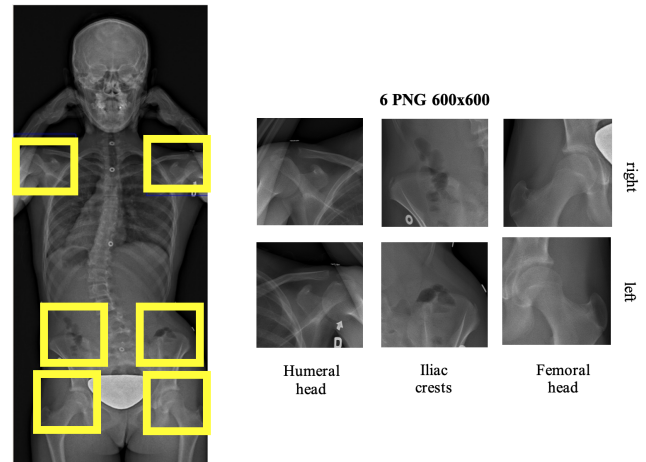 6 PNG 600x600
right
left
D
Humeral
head
Iliac
crests
Femoral
head